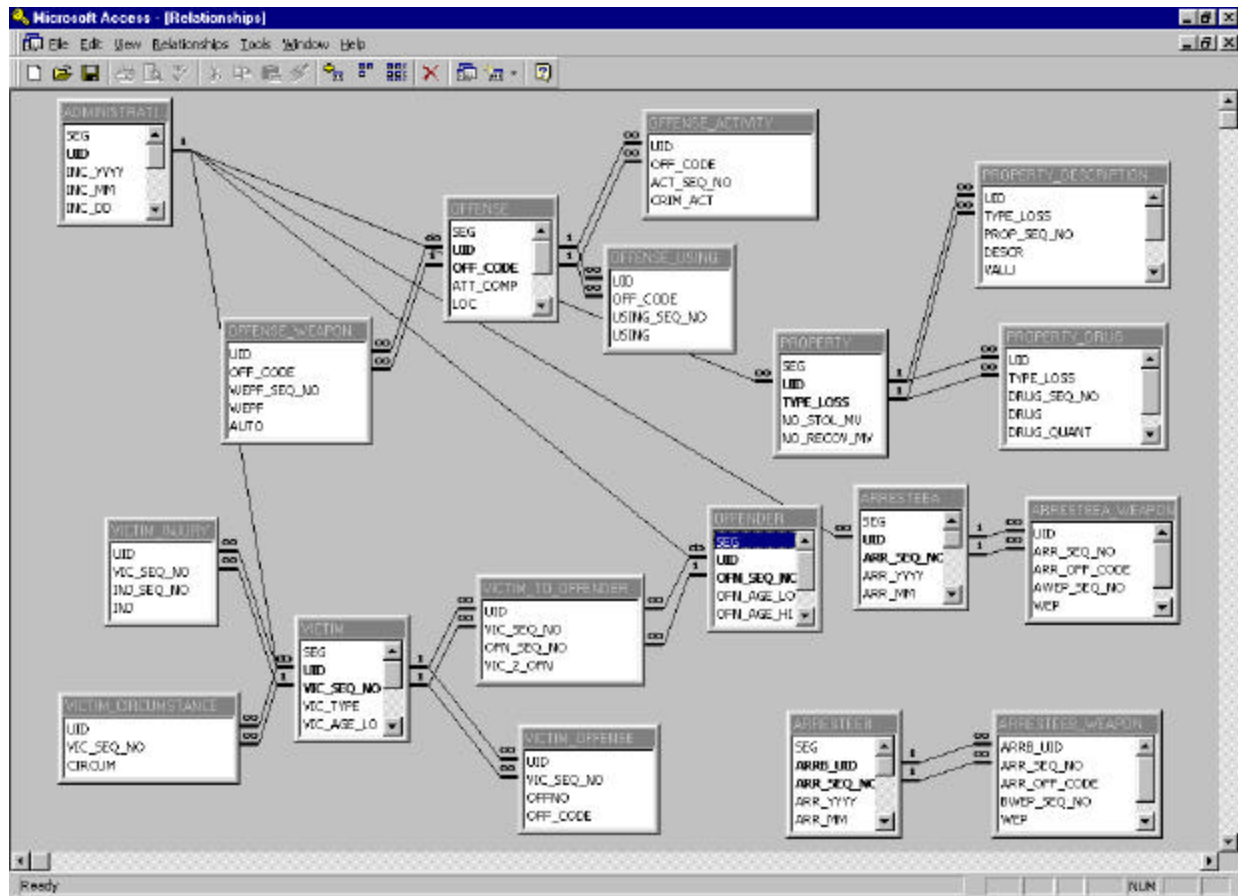 Microsoft Access - [Relationships]
File Edit View Relationships Tools Window Help
ADMINISTRATI
SEG
UID
INC_YYYY
INC_MM
INC_DD
OFFENSE_ACTIVITY
UID
OFF_CODE
ACT_SEQ_NO
CRIM_ACT
PROPERTY_DESCRIPTION
UID
TYPE_LOSS
PROP_SEQ_NO
DESCR
OFFENSE
SEG
UID
OFF_CODE
ATT_COMP
LOC
OFFENSE_USING
UID
OFF_CODE
USING_SEQ_NO
USING
OFFENSE_WEAPON
UID
OFF_CODE
WEPF_SEQ_NO
WEPF
AUTO
PROPERTY
SEG
UID
TYPE_LOSS
NO_STOL_MV
NO_RECOV_MV
PROPERTY_DRUG
UID
TYPE_LOSS
DRUG_SEQ_NO
DRUG
DRUG_QUANT
VICTIM_INJURY
UID
VIC_SEQ_NO
INJ_SEQ_NO
INJ
OFFENDER
SEG
UID
OFN_SEQ_NO
OFN_AGE_LO
OFN_AGE_HI
ARRESTEEA
SEG
UID
ARR_SEQ_NO
ARR_YYYY
ARR_MM
ARRESTEEA_WEAPON
UID
ARR_SEQ_NO
ARR_OFF_CODE
AWEP_SEQ_NO
WEP
VICTIM_TO_OFFENDER
UID
VIC_SEQ_NO
OFN_SEQ_NO
VIC_2_OFN
VICTIM
SEG
UID
VIC_SEQ_NO
VIC_TYPE
VIC_AGE_LO
VICTIM_CIRCUMSTANCE
UID
VIC_SEQ_NO
CIRCUM
VICTIM_OFFENSE
UID
VIC_SEQ_NO
OFFNO
OFF_CODE
ARRESTEEB
SEG
ARRB_UID
ARR_SEQ_NO
ARR_YYYY
ARR_MM
ARRESTEEB_WEAPON
ARRB_UID
ARR_SEQ_NO
ARR_OFF_CODE
BWEP_SEQ_NO
WEP
Ready
NUM